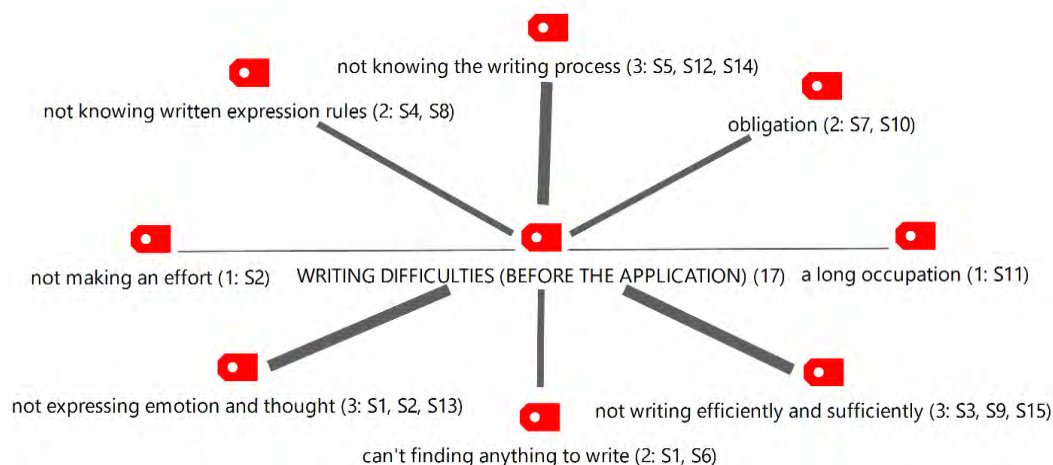 not knowing the writing process (3: S5, S12, S14)
not knowing written expression rules (2: S4, S8)
obligation (2: S7, S10)
not making an effort (1: S2)
WRITING DIFFICULTIES (BEFORE THE APPLICATION) (17)
a long occupation (1: S11)
not expressing emotion and thought (3: S1, S2, S13)
not writing efficiently and sufficiently (3: S3, S9, S15)
can't finding anything to write (2: S1, S6)